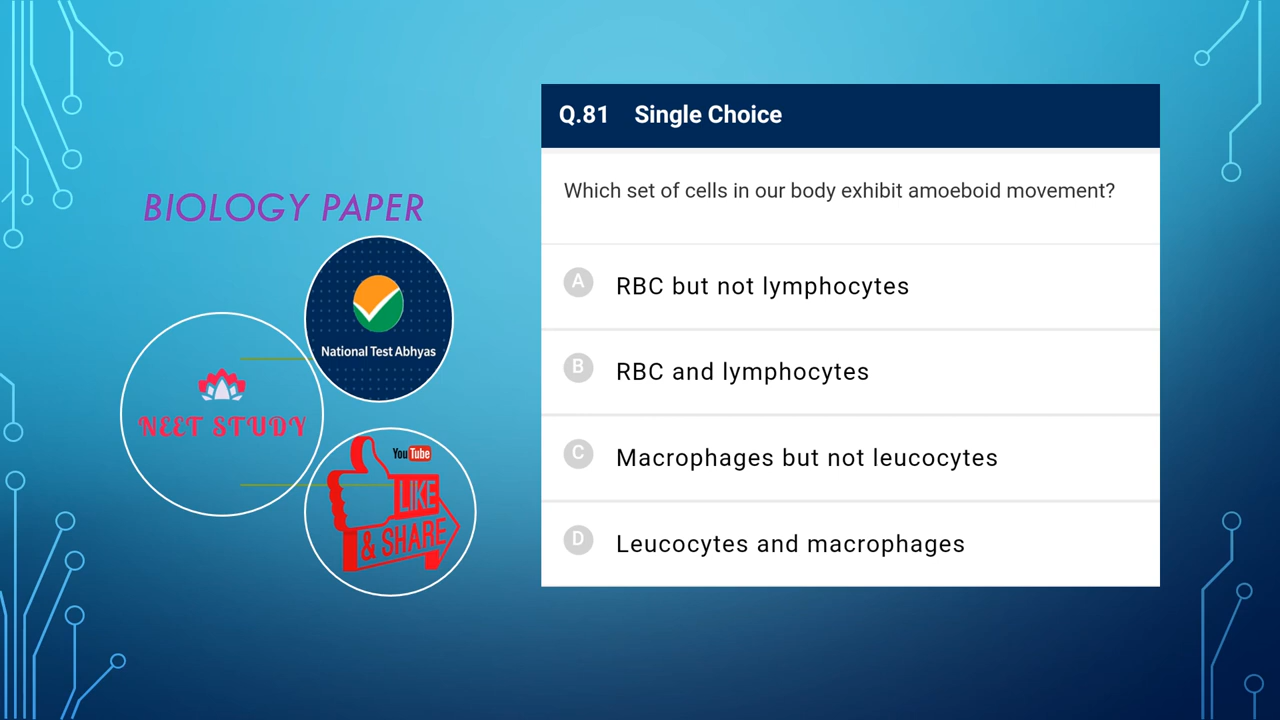 BIOLOGY PAPER
National Test Abhyas
NEET STUDY
YouTube
LIKE
& SHARE
Q.81 Single Choice
Which set of cells in our body exhibit amoeboid movement?
A RBC but not lymphocytes
B RBC and lymphocytes
C Macrophages but not leucocytes
D Leucocytes and macrophages